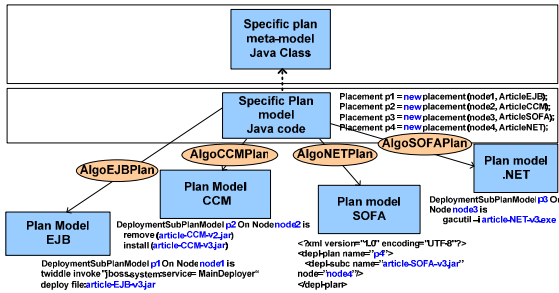 Specific plan
meta-model
Java Class
Specific Plan
model
Java code
Placement p1 = new placement(node1, ArticleEJB);
Placement p2 = new placement(node2, ArticleCCM);
Placement p3 = new placement(node3, ArticleSOFA);
Placement p4 = new placement(node4, ArticleNET);
AlgoEJBPlan
AlgoCCMPlan
AlgoNETPlan
AlgoSOFAPlan
Plan Model
EJB
Plan Model
CCM
Plan model
SOFA
Plan model
.NET
DeploymentSubPlanModel p3 On
Node node3 is
gacutil –i article-NET-v3.exe
DeploymentSubPlanModel p2 On Node node2 is
remove (article-CCM-v2.jar)
install (article-CCM-v3.jar)
DeploymentSubPlanModel p1 On Node node1 is
twiddle invoke "jboss.system:service= MainDeployer"
deploy file:article-EJB-v3.jar
<?xml version="1.0" encoding="UTF-8"?>
<depl-plan name="p4">
<depl-subc name="article-SOFA-v3.jar"
node="node4"/>
</depl-plan>